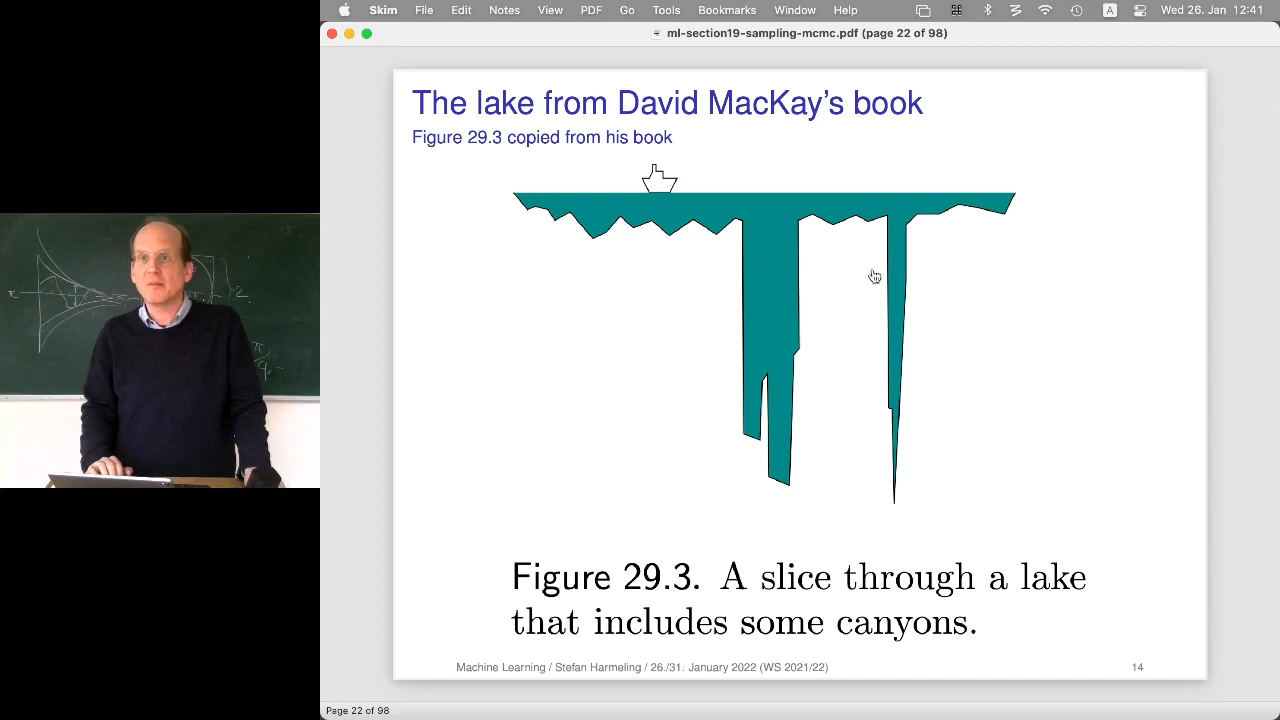 Skim File Edit Notes View PDF Go Tools Bookmarks Window Help A Wed 26. Jan 12:41
ml-section19-sampling-mcmc.pdf (page 22 of 98)
The lake from David MacKay's book
Figure 29.3 copied from his book
Figure 29.3. A slice through a lake
that includes some canyons.
Machine Learning / Stefan Harmeling / 26./31. January 2022 (WS 2021/22) 14
Page 22 of 98